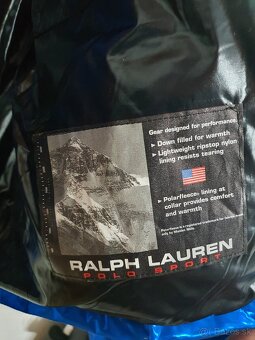 Gear designed for performance.
Down filled for warmth
Lightweight ripstop nylon
lining resists tearing
Polarfleece® lining at
collar provides comfort
and warmth
RALPH LAUREN
POLO SPORT